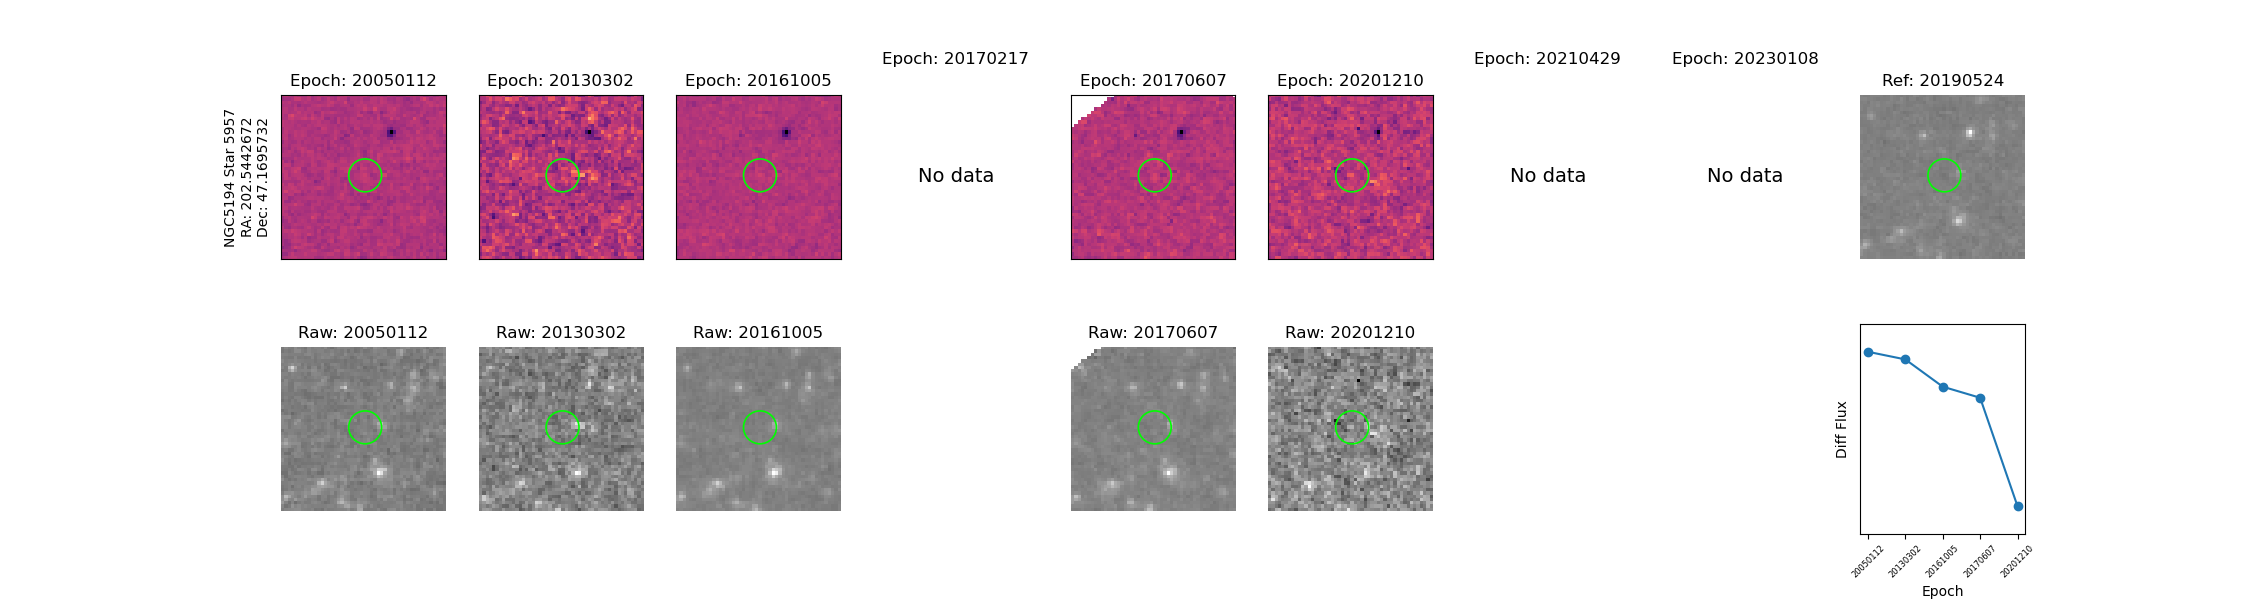 Epoch: 20050112
Epoch: 20130302
Epoch: 20161005
Epoch: 20170217
Epoch: 20170607
Epoch: 20201210
Epoch: 20210429
Epoch: 20230108
Ref: 20190524
NGC5194 Star 5957
RA: 202.5442672
Dec: 47.1695732
No data
No data
No data
Raw: 20050112
Raw: 20130302
Raw: 20161005
Raw: 20170607
Raw: 20201210
Diff Flux
20050112
20130302
20161005
20170607
20201210
Epoch